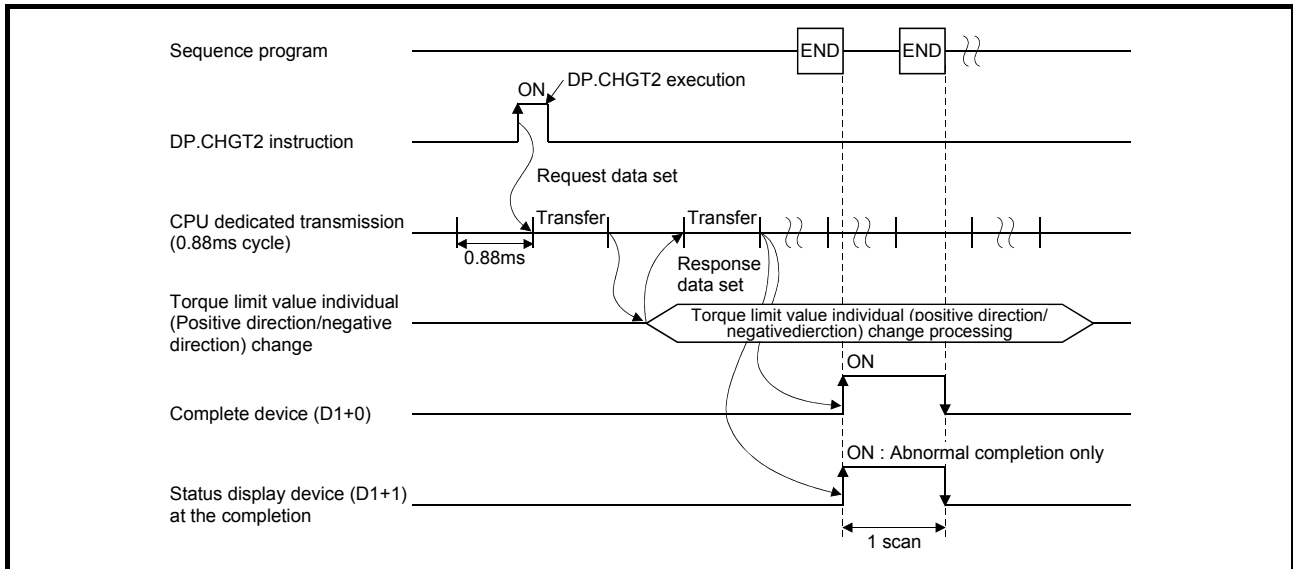 Sequence program
END
END
ON
DP.CHGT2 execution
DP.CHGT2 instruction
Request data set
CPU dedicated transmission
(0.88ms cycle)
Transfer
Transfer
0.88ms
Response
data set
Torque limit value individual
(Positive direction/negative
direction) change
Torque limit value individual (positive direction/
negativedierction) change processing
ON
Complete device (D1+0)
ON : Abnormal completion only
Status display device (D1+1)
at the completion
1 scan